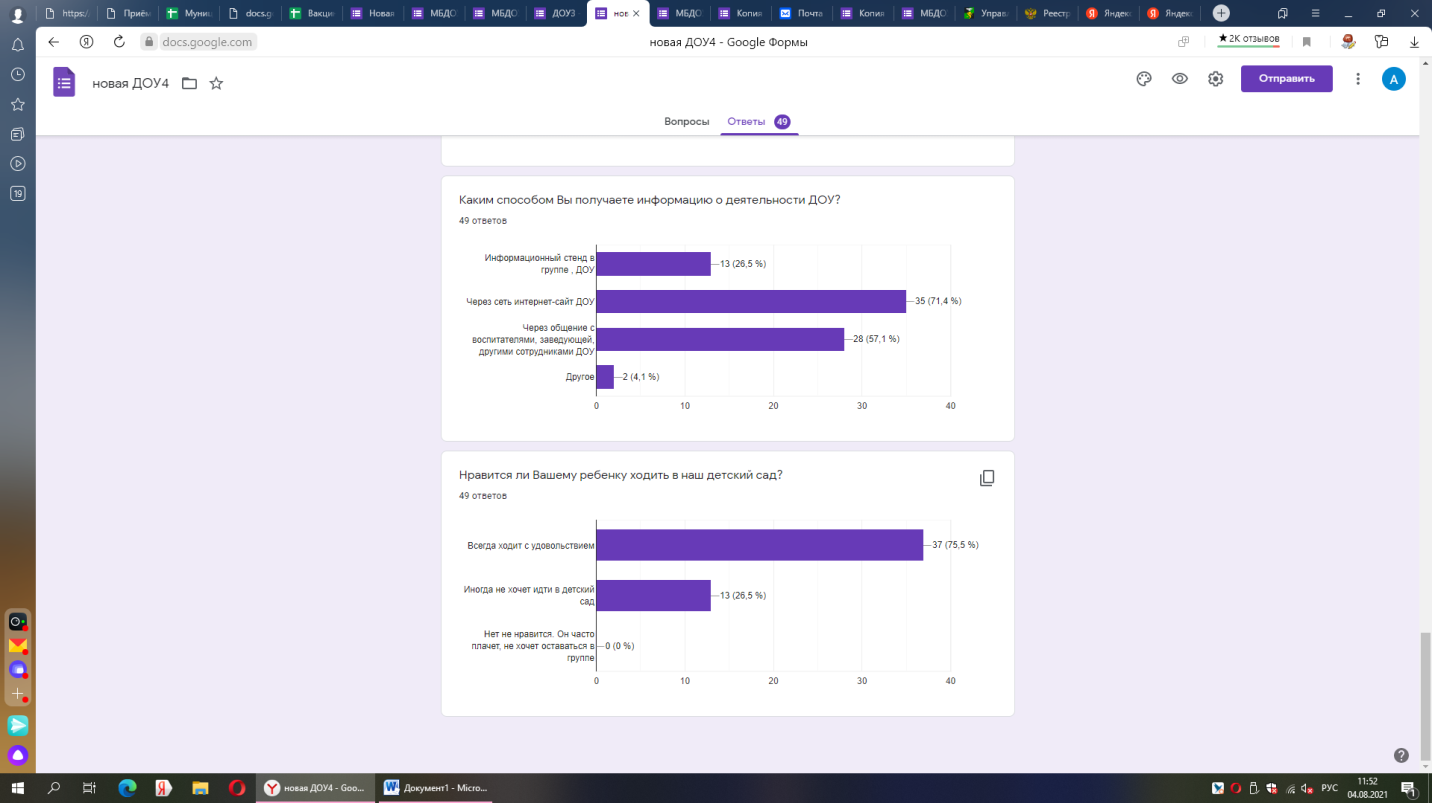 https:/
Приём
Муниц
docs.go
Вакци
Новая
МБДО
МБДО
ДОУ3
нов
МБДО
Копия
Почта
Копия
МБДО
Управ
Реестр
Яндекс
Яндекс
docs.google.com
новая ДОУ4 - Google Формы
★2K отзывов
новая ДОУ4
Отправить
A
Вопросы
Ответы 49
19
Каким способом Вы получаете информацию о деятельности ДОУ?
49 ответов
Информационный стенд в
группе , ДОУ
13 (26,5 %)
Через сеть интернет-сайт ДОУ
35 (71,4 %)
Через общение с
воспитателями, заведующей,
другими сотрудниками ДОУ
28 (57,1 %)
Другое
2 (4,1 %)
0 10 20 30 40
Нравится ли Вашему ребенку ходить в наш детский сад?
49 ответов
Всегда ходит с удовольствием
37 (75,5 %)
Иногда не хочет идти в детский
сад
13 (26,5 %)
Нет не нравится. Он часто
плачет, не хочет оставаться в
группе
0 (0 %)
0 10 20 30 40
новая ДОУ4 - Goo...
Документ1 - Micro...
РУС
11:52
04.08.2021
1